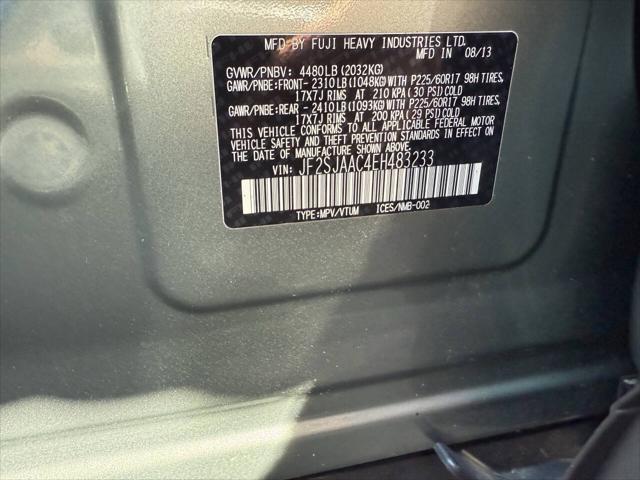 MFD BY FUJI HEAVY INDUSTRIES LTD.
MFD IN 08/13
GVWR/PNBV: 4480LB(2032KG)
GAWR/PNBE:FRONT-2310LB(1048KG)WITH P225/60R17 98H TIRES,
17X7J RIMS AT 210 KPA(30 PSI)COLD
GAWR/PNBE:REAR -2410LB(1093KG)WITH P225/60R17 98H TIRES,
17X7J RIMS AT 200 KPA(29 PSI)COLD
THIS VEHICLE CONFORMS TO ALL APPLICABLE FEDERAL MOTOR
VEHICLE SAFETY AND THEFT PREVENTION STANDARDS IN EFFECT ON
THE DATE OF MANUFACTURE SHOWN ABOVE.
VIN: JF2SJAAC4EH483233
TYPE:MPV/VTUM ICES/NMB-002